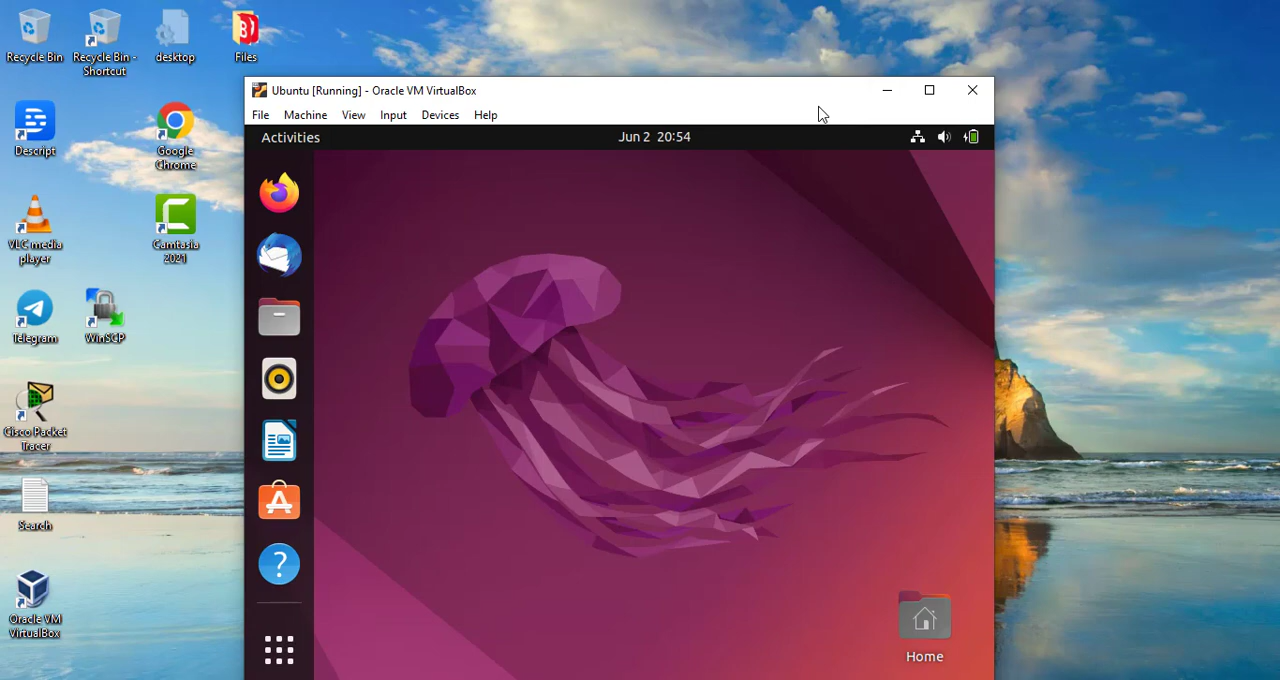 Recycle Bin
Recycle Bin -
Shortcut
desktop
Files
Descript
Google
Chrome
VLC media
player
Camtasia
2021
Telegram
WinSCP
Cisco Packet
Tracer
Search
Oracle VM
VirtualBox
Ubuntu [Running] - Oracle VM VirtualBox
File Machine View Input Devices Help
Activities Jun 2 20:54
Home